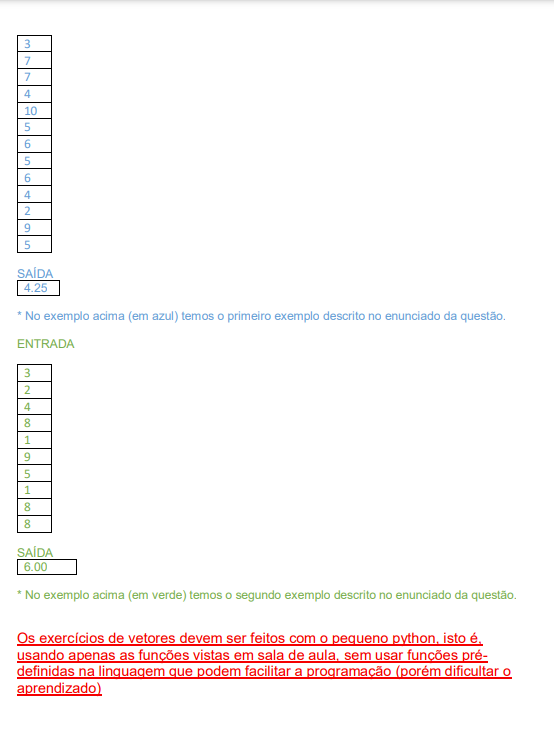 3
7
7
4
10
5
6
5
6
4
2
9
5
SAÍDA
4.25
* No exemplo acima (em azul) temos o primeiro exemplo descrito no enunciado da questão.
ENTRADA
3
2
4
8
1
9
5
1
8
8
SAÍDA
6.00
* No exemplo acima (em verde) temos o segundo exemplo descrito no enunciado da questão.
Os exercícios de vetores devem ser feitos com o pequeno python, isto é,
usando apenas as funções vistas em sala de aula, sem usar funções pré-
definidas na linguagem que podem facilitar a programação (porém dificultar o
aprendizado)